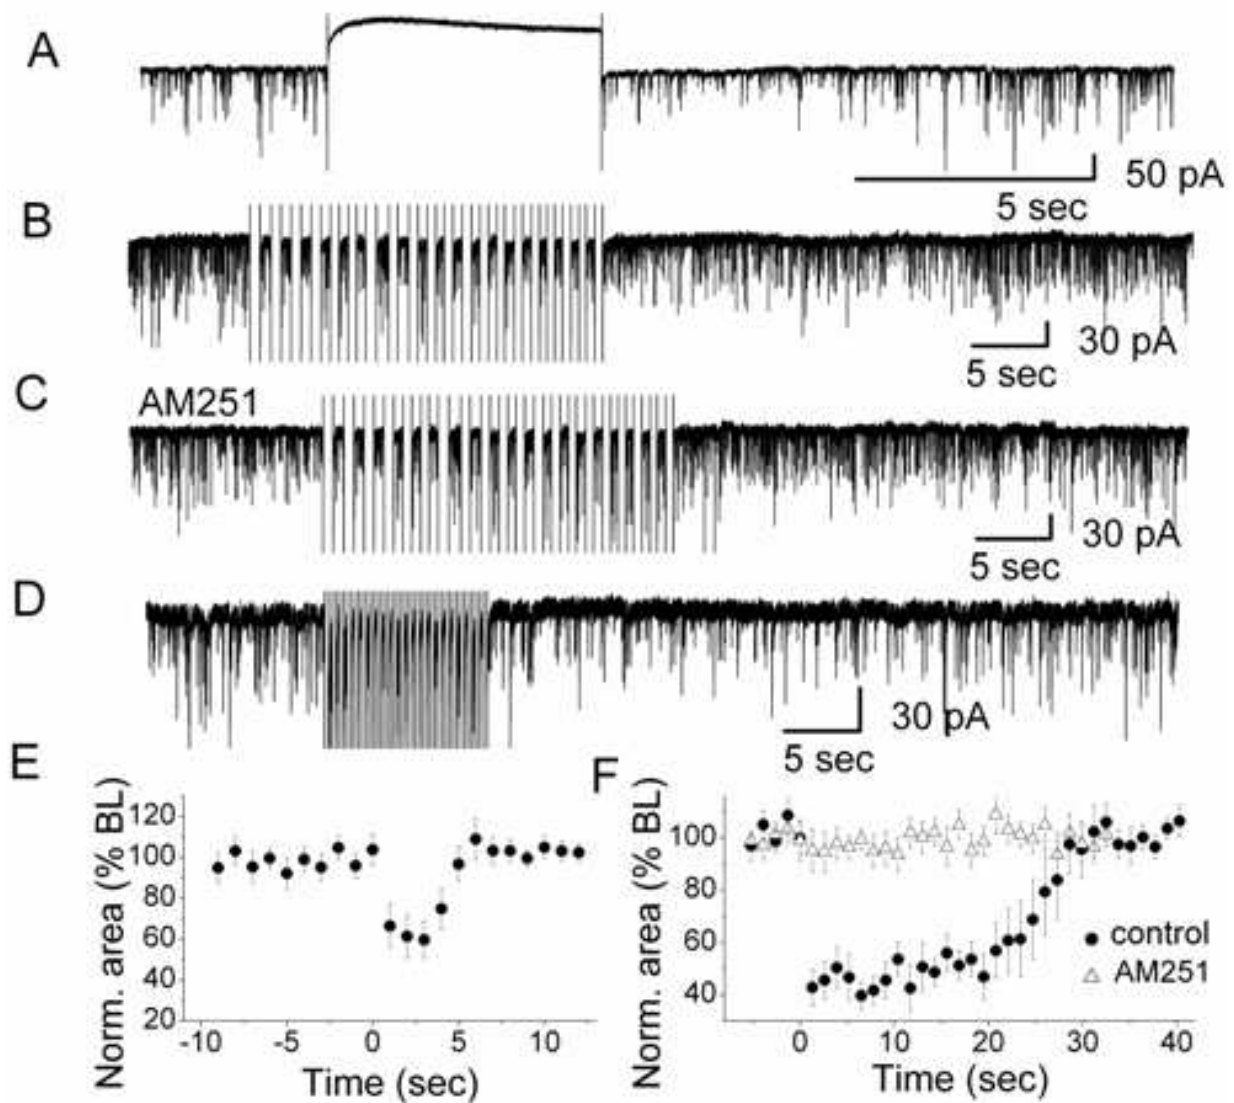 A
50 pA
5 sec
B
30 pA
5 sec
C
AM251
30 pA
5 sec
D
30 pA
5 sec
E
Norm. area (% BL)
120
100
80
60
40
20
-10
-5
0
5
10
Time (sec)
F
Norm. area (% BL)
100
80
60
40
control
AM251
0
10
20
30
40
Time (sec)